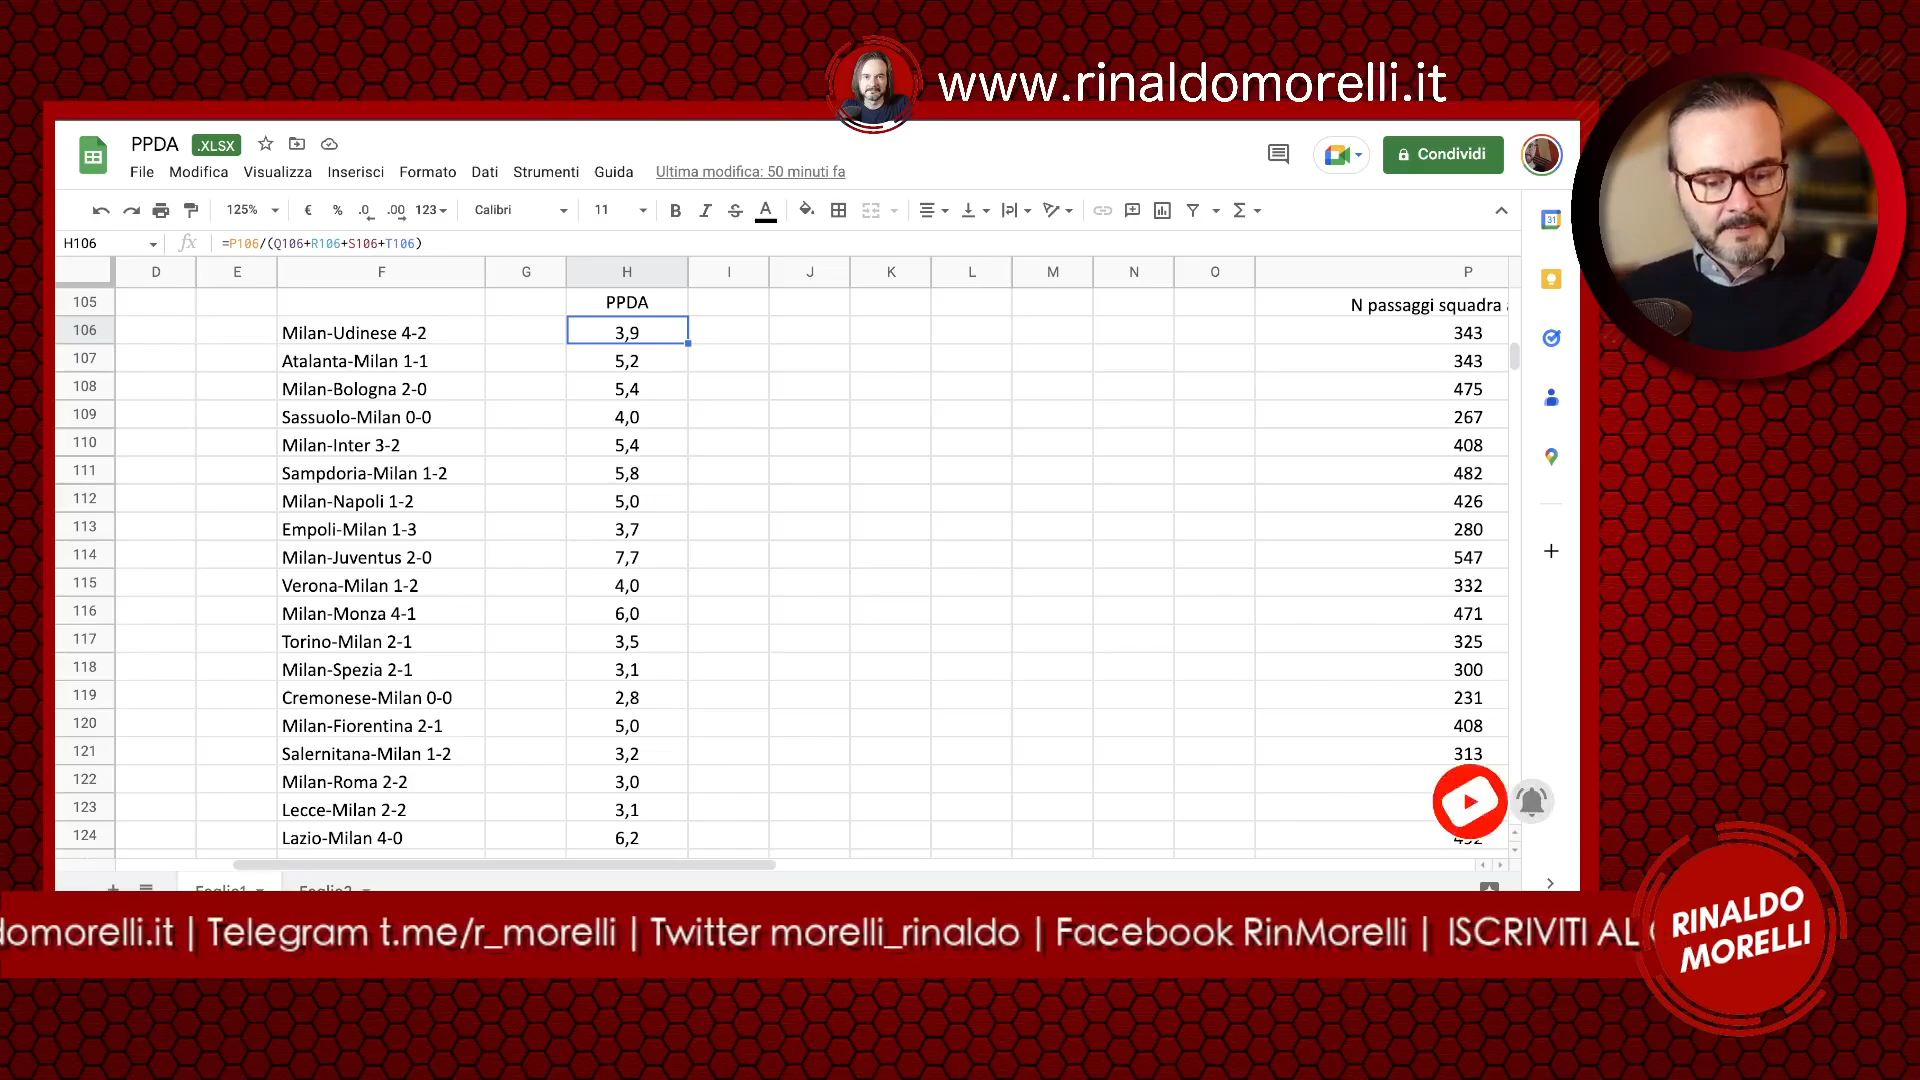 www.rinaldomorelli.it
PPDA .XLSX
File Modifica Visualizza Inserisci Formato Dati Strumenti Guida Ultima modifica: 50 minuti fa
Condividi
125% € % .0 .00 123 Calibri 11 B I S A
31
H106 fx =P106/(Q106+R106+S106+T106)
D E F G H I J K L M N O P
105 PPDA N passaggi squadra
106 Milan-Udinese 4-2 3,9 343
107 Atalanta-Milan 1-1 5,2 343
108 Milan-Bologna 2-0 5,4 475
109 Sassuolo-Milan 0-0 4,0 267
110 Milan-Inter 3-2 5,4 408
111 Sampdoria-Milan 1-2 5,8 482
112 Milan-Napoli 1-2 5,0 426
113 Empoli-Milan 1-3 3,7 280
114 Milan-Juventus 2-0 7,7 547
115 Verona-Milan 1-2 4,0 332
116 Milan-Monza 4-1 6,0 471
117 Torino-Milan 2-1 3,5 325
118 Milan-Spezia 2-1 3,1 300
119 Cremonese-Milan 0-0 2,8 231
120 Milan-Fiorentina 2-1 5,0 408
121 Salernitana-Milan 1-2 3,2 313
122 Milan-Roma 2-2 3,0
123 Lecce-Milan 2-2 3,1
124 Lazio-Milan 4-0 6,2
Foglio1 Foglio2
domorelli.it | Telegram t.me/r_morelli | Twitter morelli_rinaldo | Facebook RinMorelli | ISCRIVITI AL
RINALDO
MORELLI